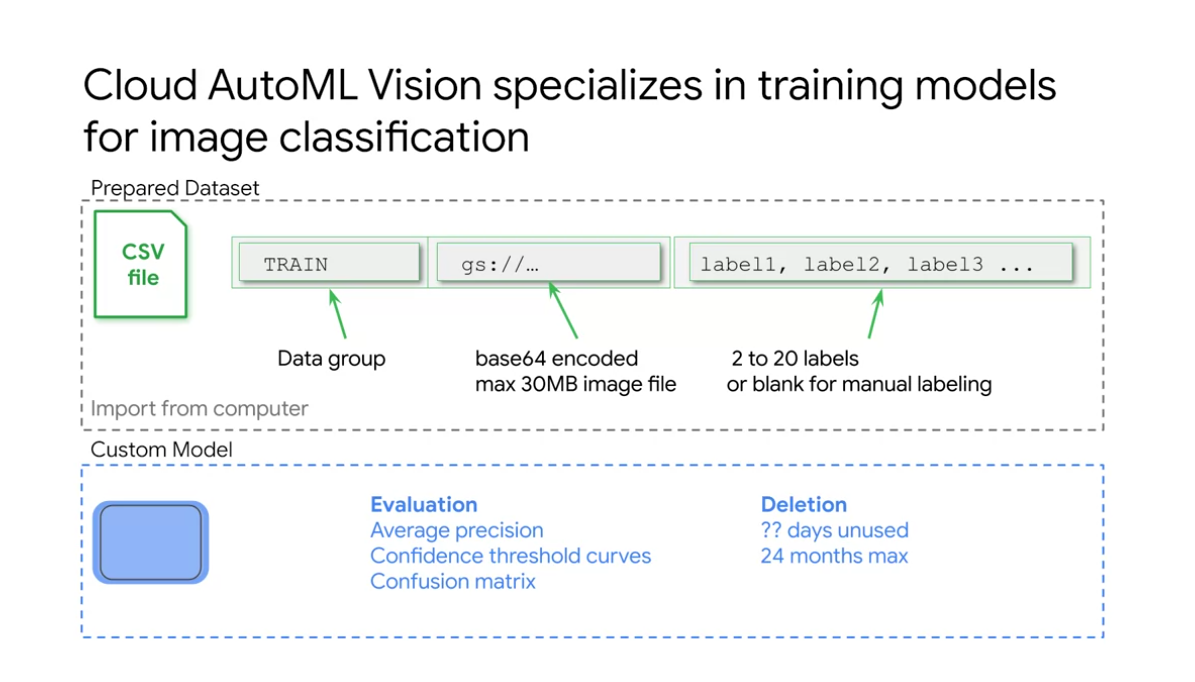 Cloud AutoML Vision specializes in training models
for image classification
Prepared Dataset
CSV
file
TRAIN
gs://…
label1, label2, label3 ...
Data group
base64 encoded
max 30MB image file
2 to 20 labels
or blank for manual labeling
Import from computer
Custom Model
Evaluation
Average precision
Confidence threshold curves
Confusion matrix
Deletion
?? days unused
24 months max